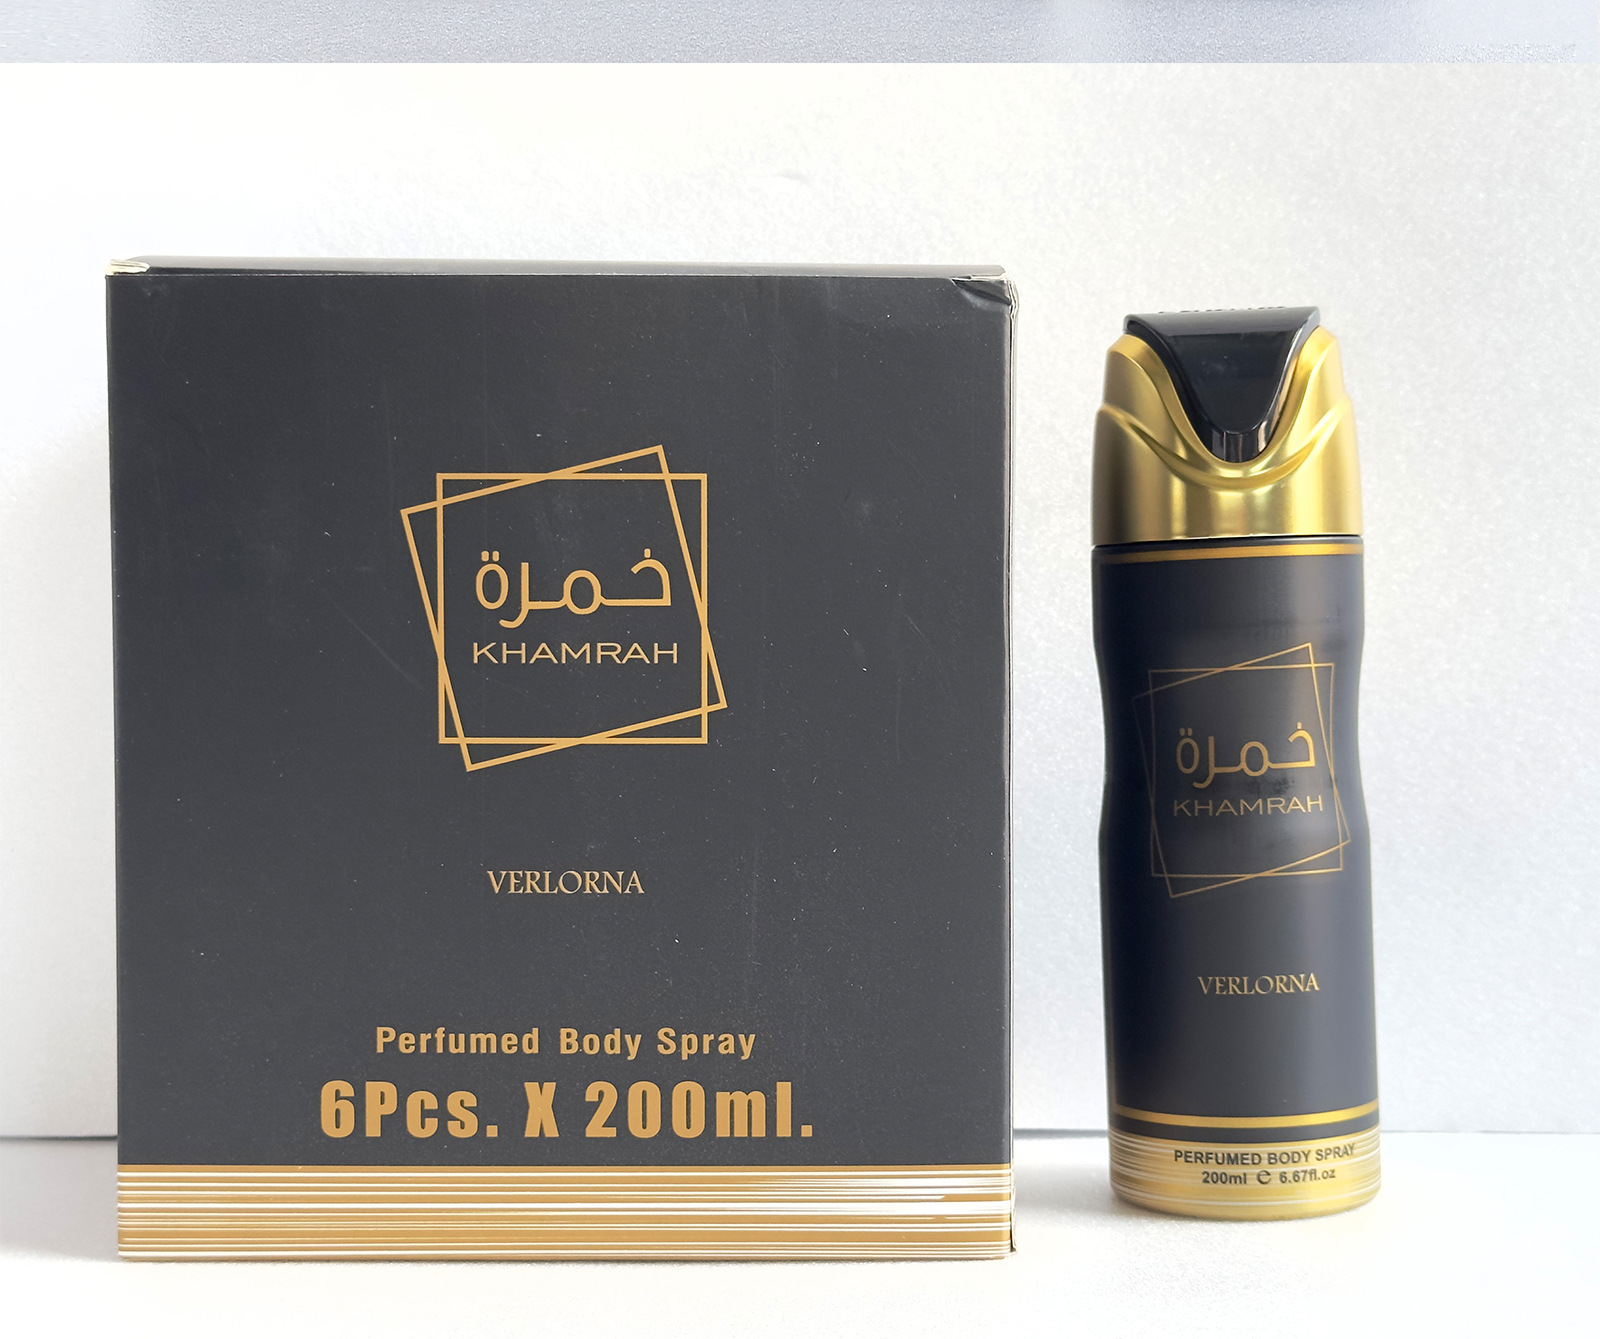 خمرة
KHAMRAH
VERLORNA
Perfumed Body Spray
6Pcs. X 200ml.
خمرة
KHAMRAH
VERLORNA
PERFUMED BODY SPRAY
200ml e 6.67fl.oz